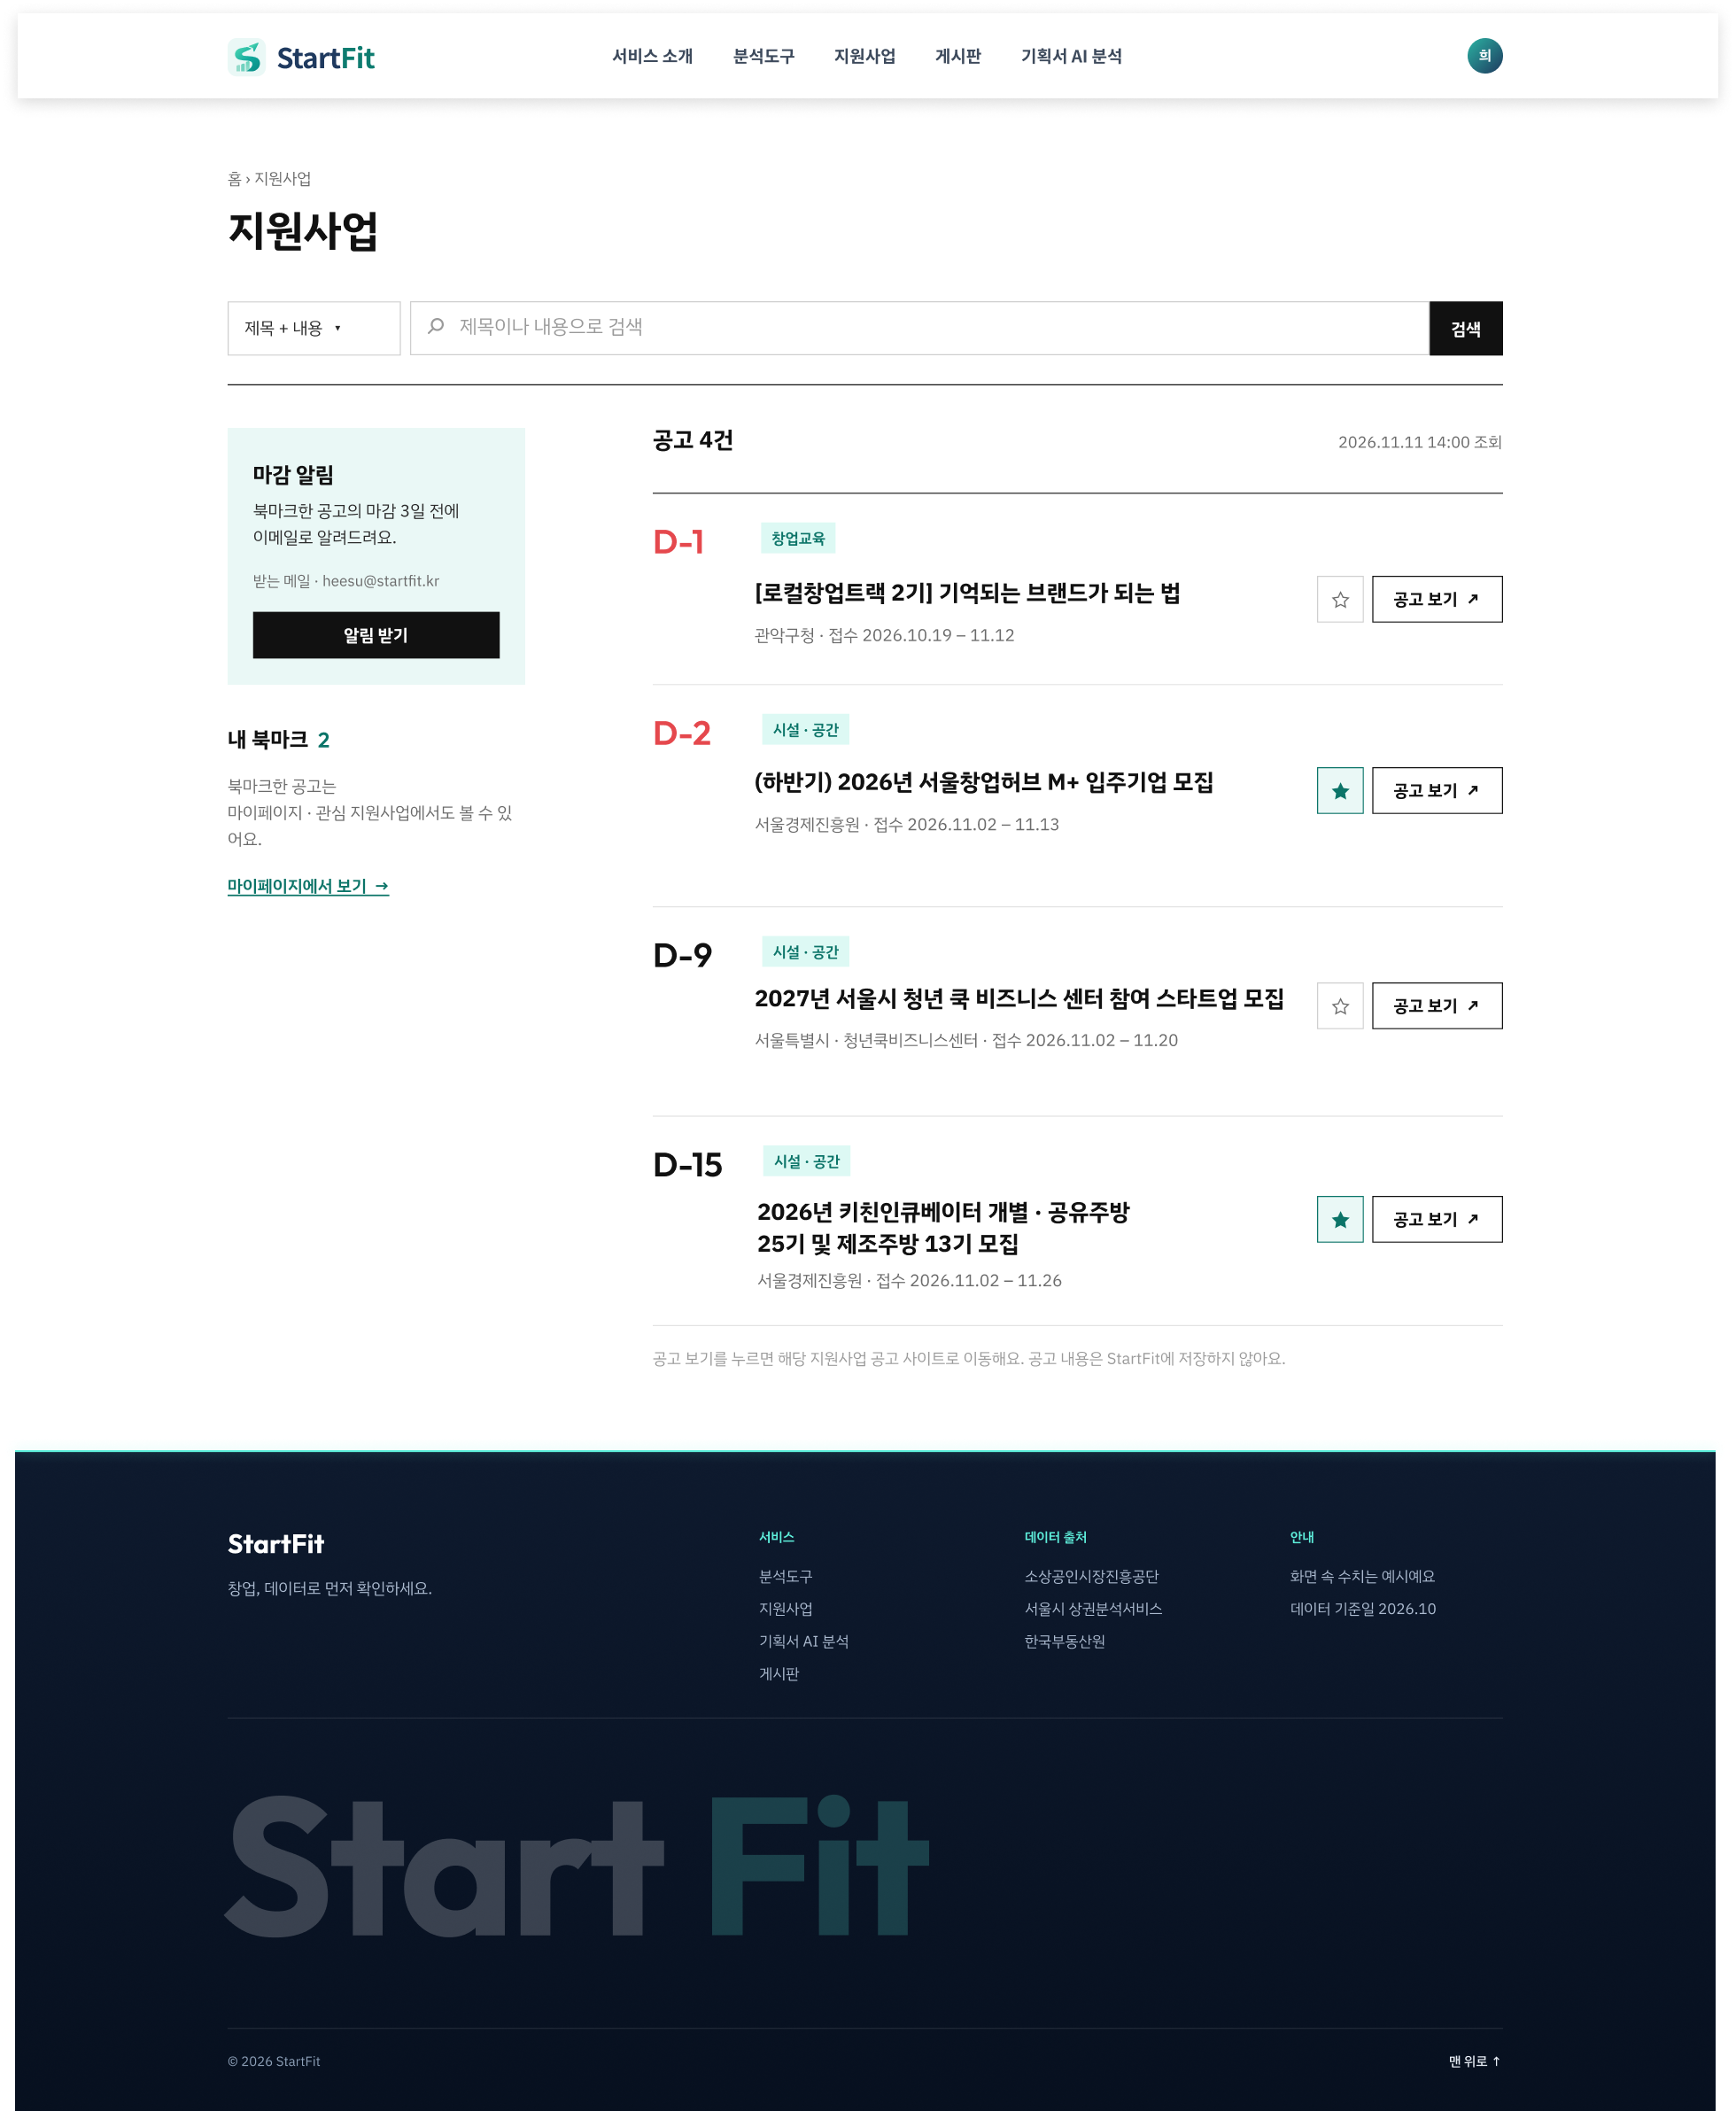 StartFit
서비스 소개 분석도구 지원사업 게시판 기획서 AI 분석
희
홈 › 지원사업
지원사업
제목 + 내용 ▾
제목이나 내용으로 검색
검색
마감 알림
북마크한 공고의 마감 3일 전에
이메일로 알려드려요.
받는 메일 · heesu@startfit.kr
알림 받기
내 북마크 2
북마크한 공고는
마이페이지 · 관심 지원사업에서도 볼 수 있
어요.
마이페이지에서 보기 →
공고 4건
2026.11.11 14:00 조회
D-1
창업교육
[로컬창업트랙 2기] 기억되는 브랜드가 되는 법
관악구청 · 접수 2026.10.19 – 11.12
공고 보기 ↗
D-2
시설 · 공간
(하반기) 2026년 서울창업허브 M+ 입주기업 모집
서울경제진흥원 · 접수 2026.11.02 – 11.13
공고 보기 ↗
D-9
시설 · 공간
2027년 서울시 청년 쿡 비즈니스 센터 참여 스타트업 모집
서울특별시 · 청년쿡비즈니스센터 · 접수 2026.11.02 – 11.20
공고 보기 ↗
D-15
시설 · 공간
2026년 키친인큐베이터 개별 · 공유주방
25기 및 제조주방 13기 모집
서울경제진흥원 · 접수 2026.11.02 – 11.26
공고 보기 ↗
공고 보기를 누르면 해당 지원사업 공고 사이트로 이동해요. 공고 내용은 StartFit에 저장하지 않아요.
StartFit
창업, 데이터로 먼저 확인하세요.
서비스
분석도구
지원사업
기획서 AI 분석
게시판
데이터 출처
소상공인시장진흥공단
서울시 상권분석서비스
한국부동산원
안내
화면 속 수치는 예시예요
데이터 기준일 2026.10
Start Fit
© 2026 StartFit
맨 위로 ↑